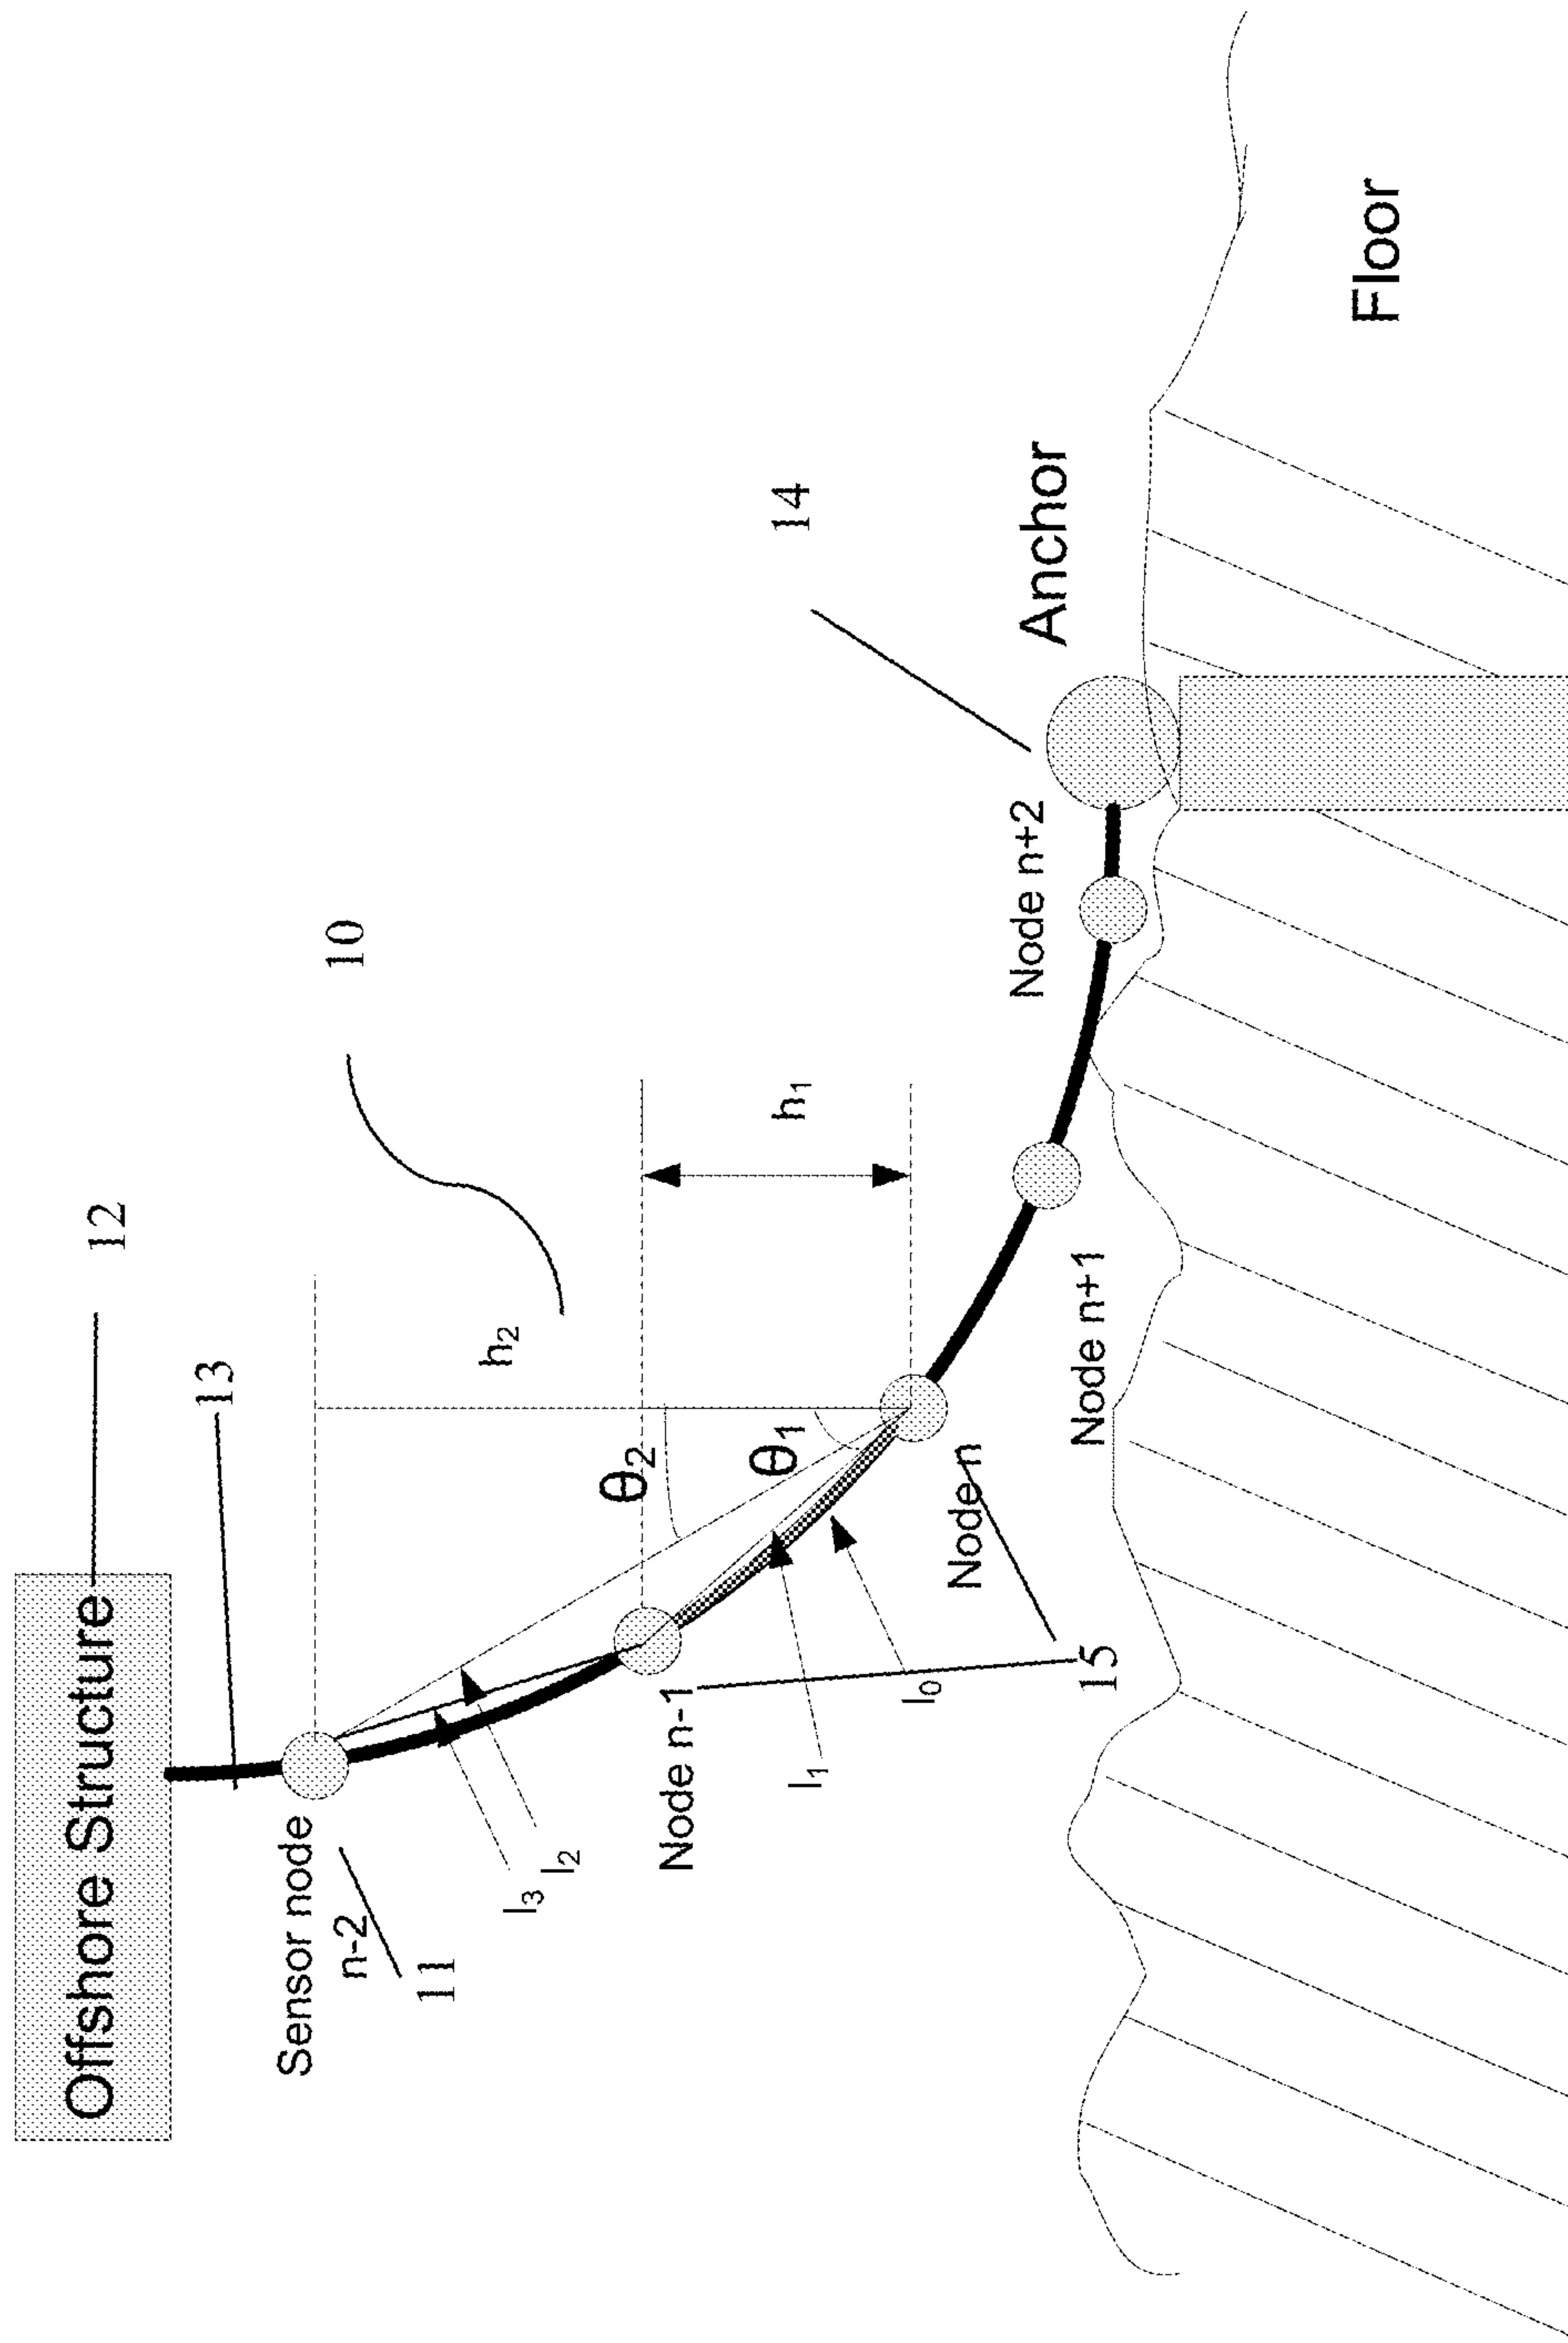 Offshore Structure
12
13
Sensor node
n-2
11
10
h₂
l₃
l₂
θ₂
Node n-1
h₁
θ₁
l₁
l₀
14
Node n
15
Node n+1
Node n+2
Anchor
Floor